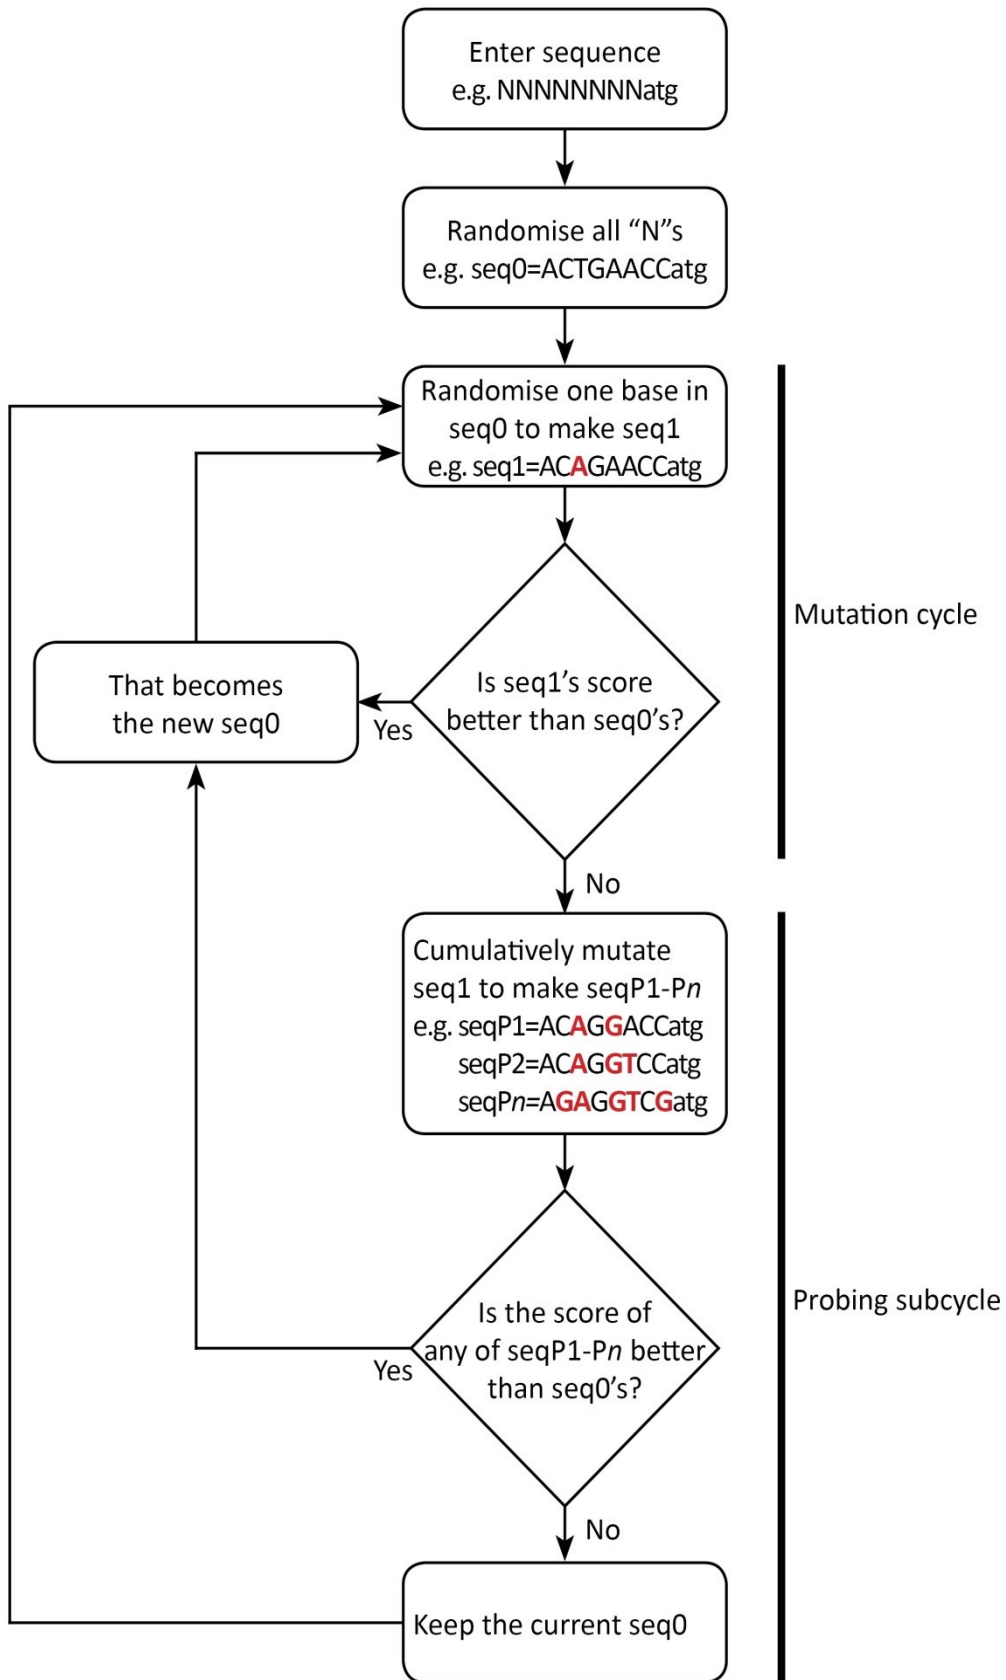 Enter sequence
e.g. NNNNNNNNatg
Randomise all “N”s
e.g. seq0=ACTGAACCatg
Randomise one base in
seq0 to make seq1
e.g. seq1=ACAGAACCatg
Mutation cycle
Is seq1’s score
better than seq0’s?
Yes
That becomes
the new seq0
No
Cumulatively mutate
seq1 to make seqP1-Pn
e.g. seqP1=ACAGGACCatg
seqP2=ACAGGTCCatg
seqPn=AGAGGTCGatg
Probing subcycle
Is the score of
any of seqP1-Pn better
than seq0’s?
Yes
No
Keep the current seq0